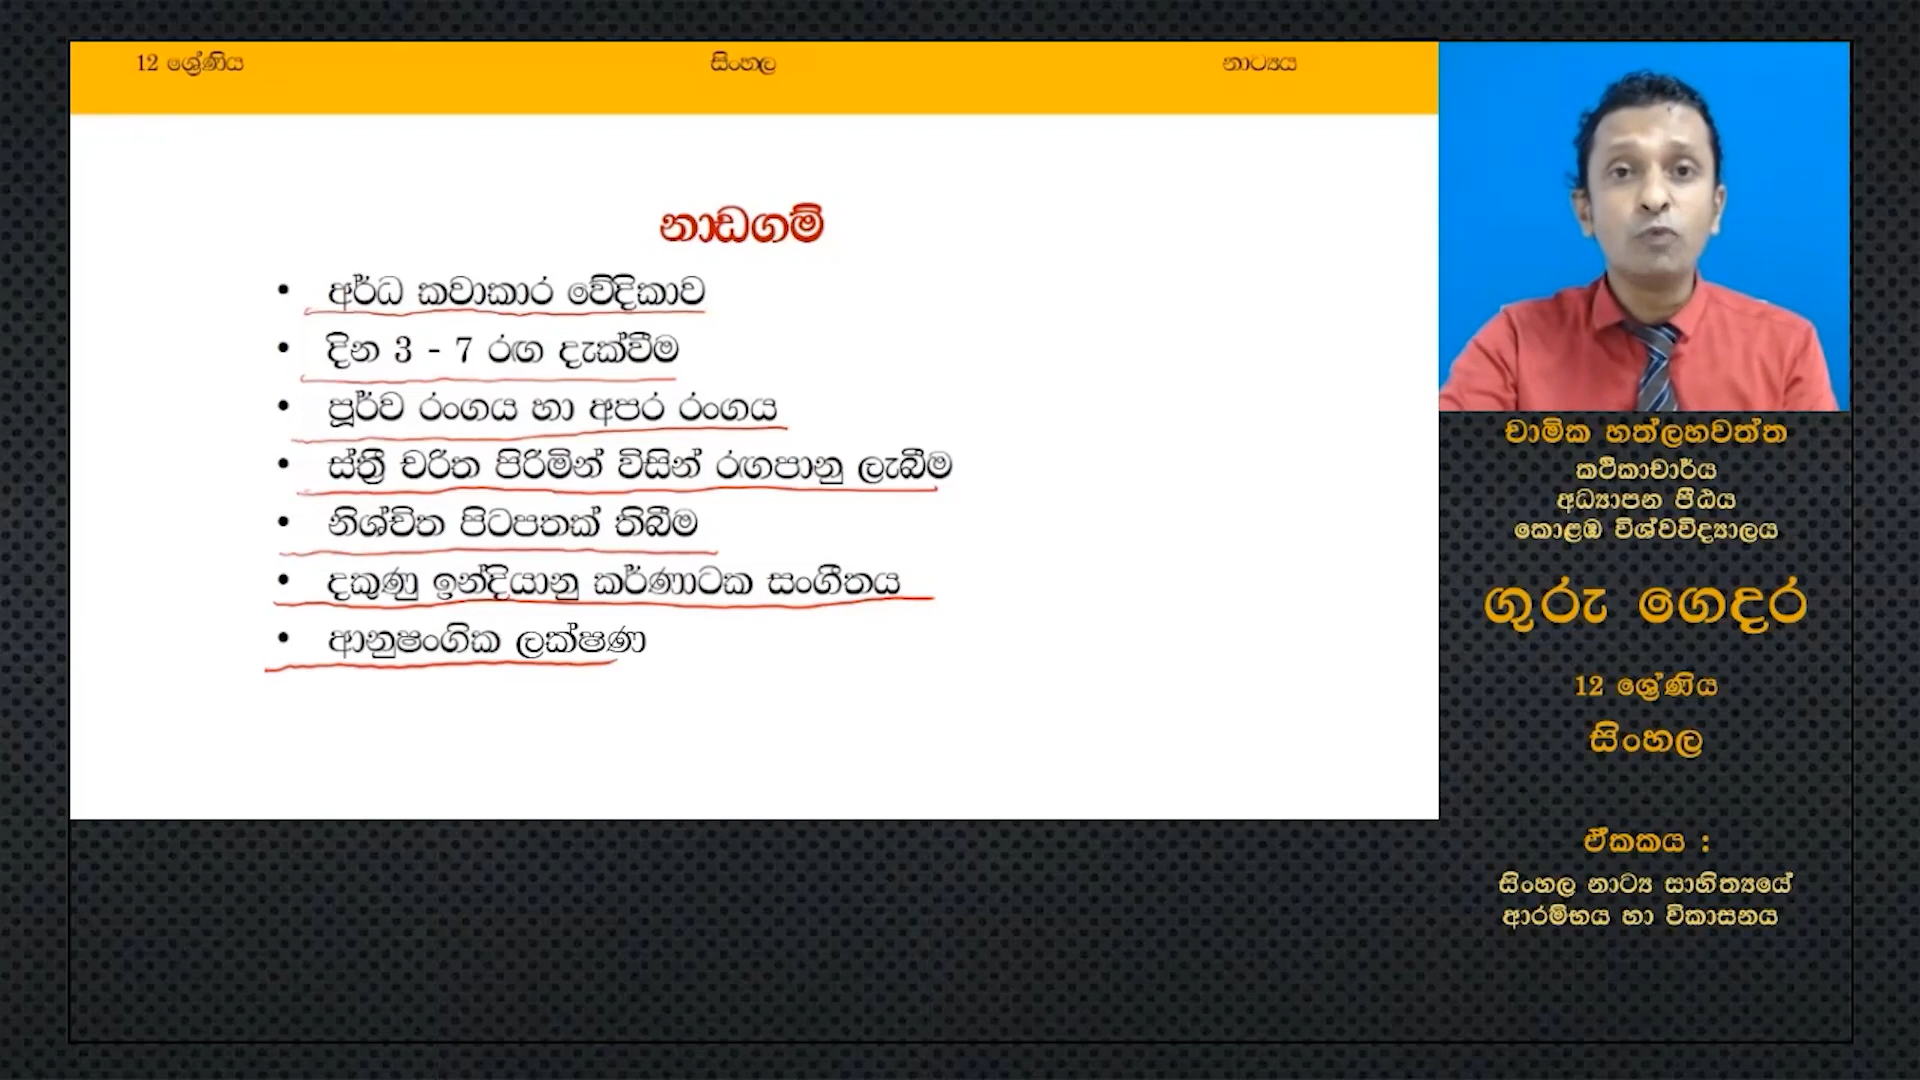 12 ශ්‍රේණිය
සිංහල
නාට්‍යය
නාඩගම්
• අර්ධ කවාකාර වේදිකාව
• දින 3 - 7 රඟ දැක්වීම
• පූර්ව රංගය හා අපර රංගය
• ස්ත්‍රී චරිත පිරිමින් විසින් රඟපානු ලැබීම
• නිශ්චිත පිටපතක් තිබීම
• දකුණු ඉන්දියානු කර්ණාටක සංගීතය
• ආනුෂංගික ලක්ෂණ
චාමික හත්ලහවත්ත
කථිකාචාර්ය
අධ්‍යාපන පීඨය
කොළඹ විශ්වවිද්‍යාලය
ගුරු ගෙදර
12 ශ්‍රේණිය
සිංහල
ඒකකය :
සිංහල නාට්‍ය සාහිත්‍යයේ
ආරම්භය හා විකාසනය